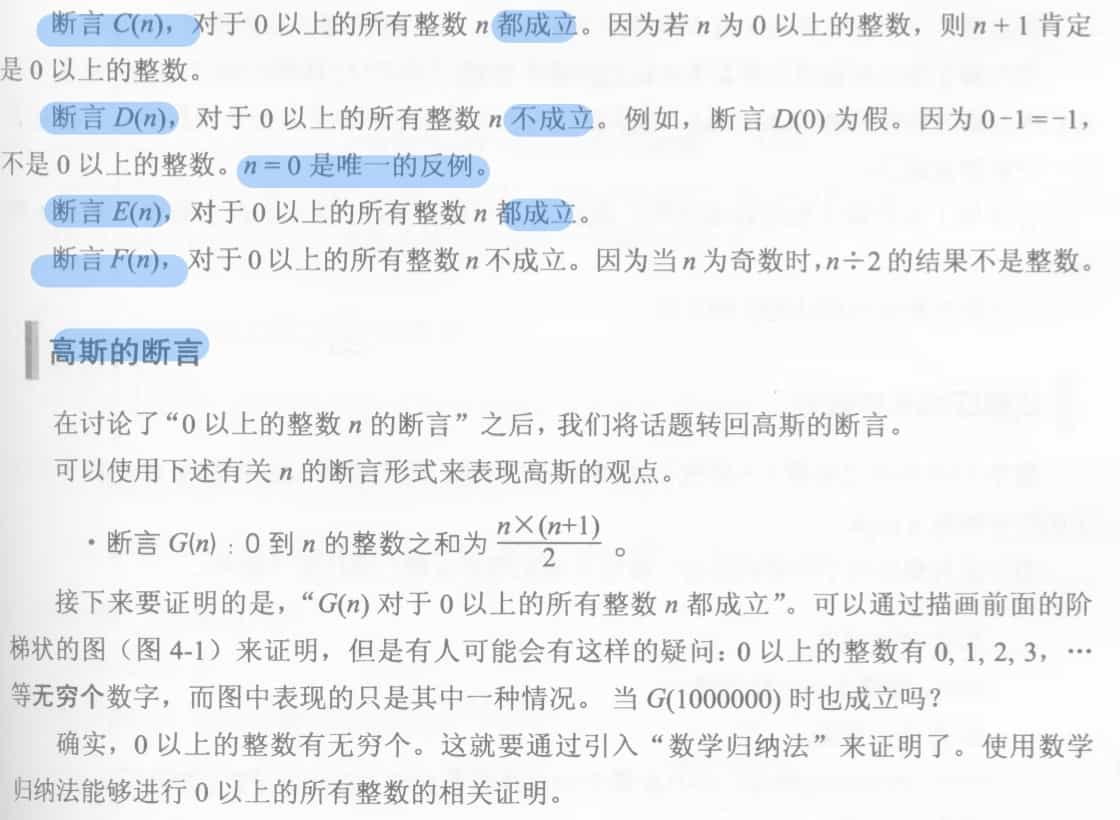 断言 C(n)，对于 0 以上的所有整数 n 都成立。因为若 n 为 0 以上的整数，则 n + 1 肯定
是 0 以上的整数。
断言 D(n)，对于 0 以上的所有整数 n 不成立。例如，断言 D(0) 为假。因为 0-1=-1，
不是 0 以上的整数。n = 0 是唯一的反例。
断言 E(n)，对于 0 以上的所有整数 n 都成立。
断言 F(n)，对于 0 以上的所有整数 n 不成立。因为当 n 为奇数时，n÷2 的结果不是整数。
高斯的断言
在讨论了“0 以上的整数 n 的断言”之后，我们将话题转回高斯的断言。
可以使用下述有关 n 的断言形式来表现高斯的观点。
·断言 G(n)：0 到 n 的整数之和为 n×(n+1)/2 。
接下来要证明的是，“G(n) 对于 0 以上的所有整数 n 都成立”。可以通过描画前面的阶
梯状的图（图 4-1）来证明，但是有人可能会有这样的疑问：0 以上的整数有 0, 1, 2, 3，…
等无穷个数字，而图中表现的只是其中一种情况。 当 G(1000000) 时也成立吗？
确实，0 以上的整数有无穷个。这就要通过引入“数学归纳法”来证明了。使用数学
归纳法能够进行 0 以上的所有整数的相关证明。